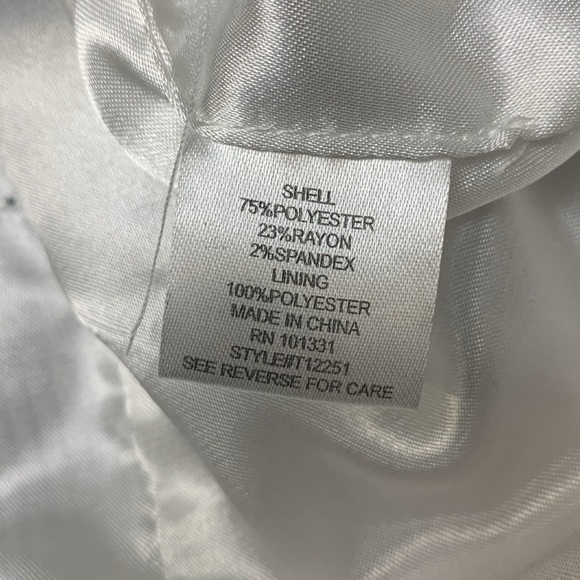 SHELL
75%POLYESTER
23%RAYON
2%SPANDEX
LINING
100%POLYESTER
MADE IN CHINA
RN 101331
STYLE#T12251
SEE REVERSE FOR CARE